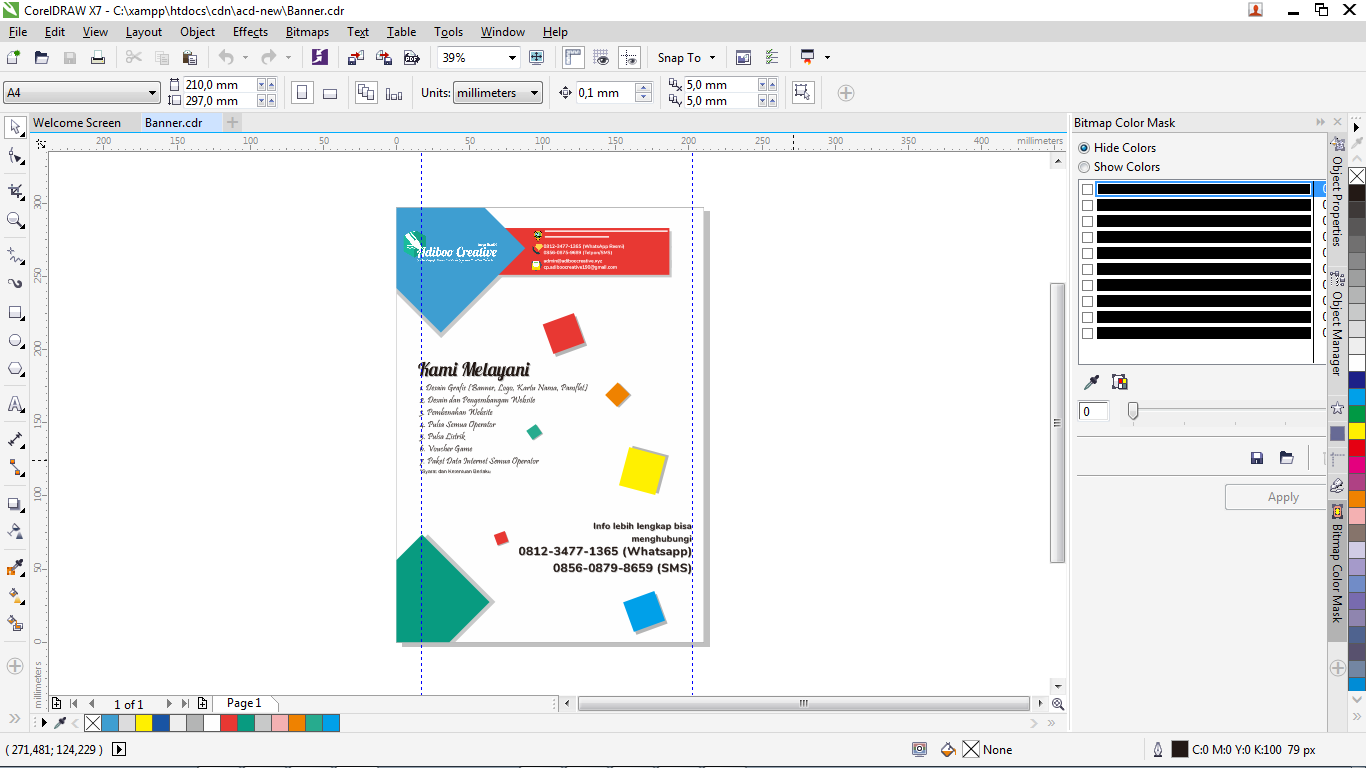 CorelDRAW X7 - C:\xampp\htdocs\cdn\acd-new\Banner.cdr
File Edit View Layout Object Effects Bitmaps Text Table Tools Window Help
39% Snap To
A4 210,0 mm 297,0 mm Units: millimeters 0,1 mm 5,0 mm 5,0 mm
Welcome Screen Banner.cdr
Bitmap Color Mask
200 150 100 50 0 50 100 150 200 250 300 350 400 millimeters
Hide Colors
Show Colors
300
250
200
150
100
50
0
millimeters
Adiboo Creative
0812-3477-1365 (WhatsApp Resmi)
0856-0879-8659 (Telpon/SMS)
admin@adiboocreative.xyz
cp.adiboocreative195@gmail.com
Kami Melayani
1. Desain Grafis (Banner, Logo, Kartu Nama, Pamflet)
2. Desain dan Pengembangan Website
3. Pembenahan Website
4. Pulsa Semua Operator
5. Pulsa Listrik
6. Voucher Game
7. Paket Data Internet Semua Operator
Syarat dan Ketentuan Berlaku
Info lebih lengkap bisa
menghubungi
0812-3477-1365 (Whatsapp)
0856-0879-8659 (SMS)
0
Apply
Object Properties
Object Manager
Bitmap Color Mask
1 of 1 Page 1
( 271,481; 124,229 ) None C:0 M:0 Y:0 K:100 79 px